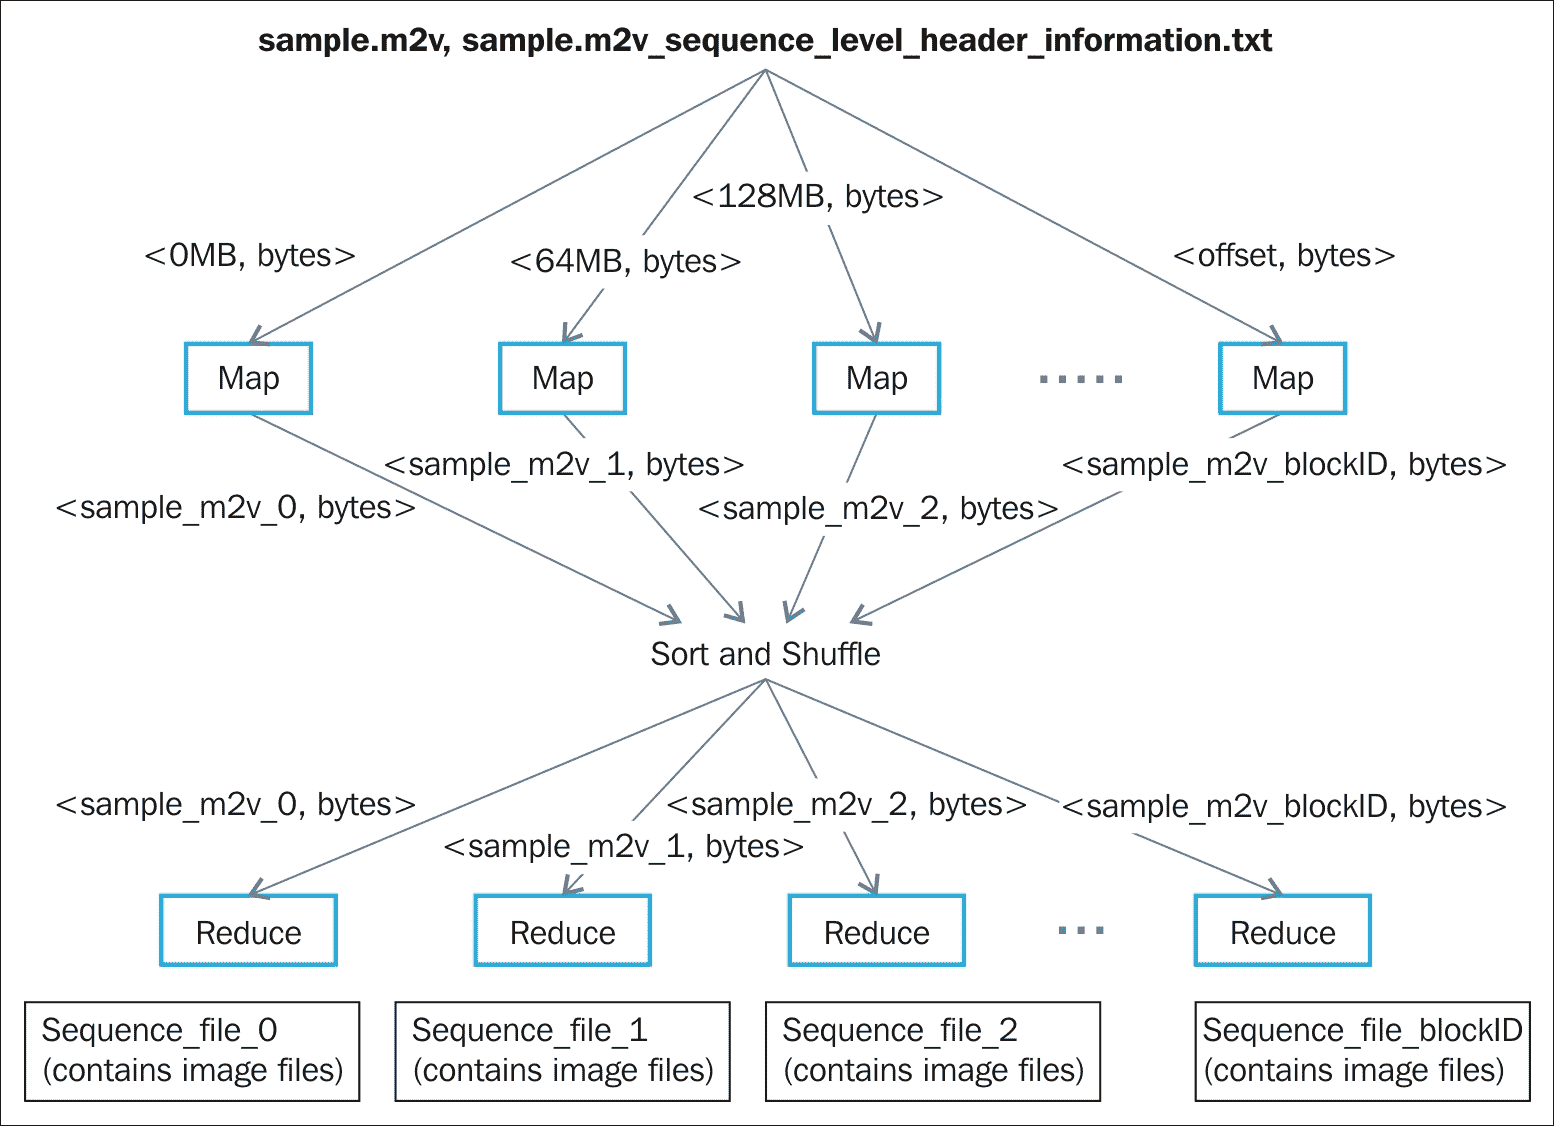 sample.m2v, sample.m2v_sequence_level_header_information.txt
<128MB, bytes>
<0MB, bytes>
<64MB, bytes>
<offset, bytes>
Map
Map
Map
.....
Map
<sample_m2v_1, bytes>
<sample_m2v_blockID, bytes>
<sample_m2v_0, bytes>
<sample_m2v_2, bytes>
Sort and Shuffle
<sample_m2v_0, bytes>
<sample_m2v_2, bytes>
<sample_m2v_blockID, bytes>
<sample_m2v_1, bytes>
Reduce
Reduce
Reduce
...
Reduce
Sequence_file_0
(contains image files)
Sequence_file_1
(contains image files)
Sequence_file_2
(contains image files)
Sequence_file_blockID
(contains image files)